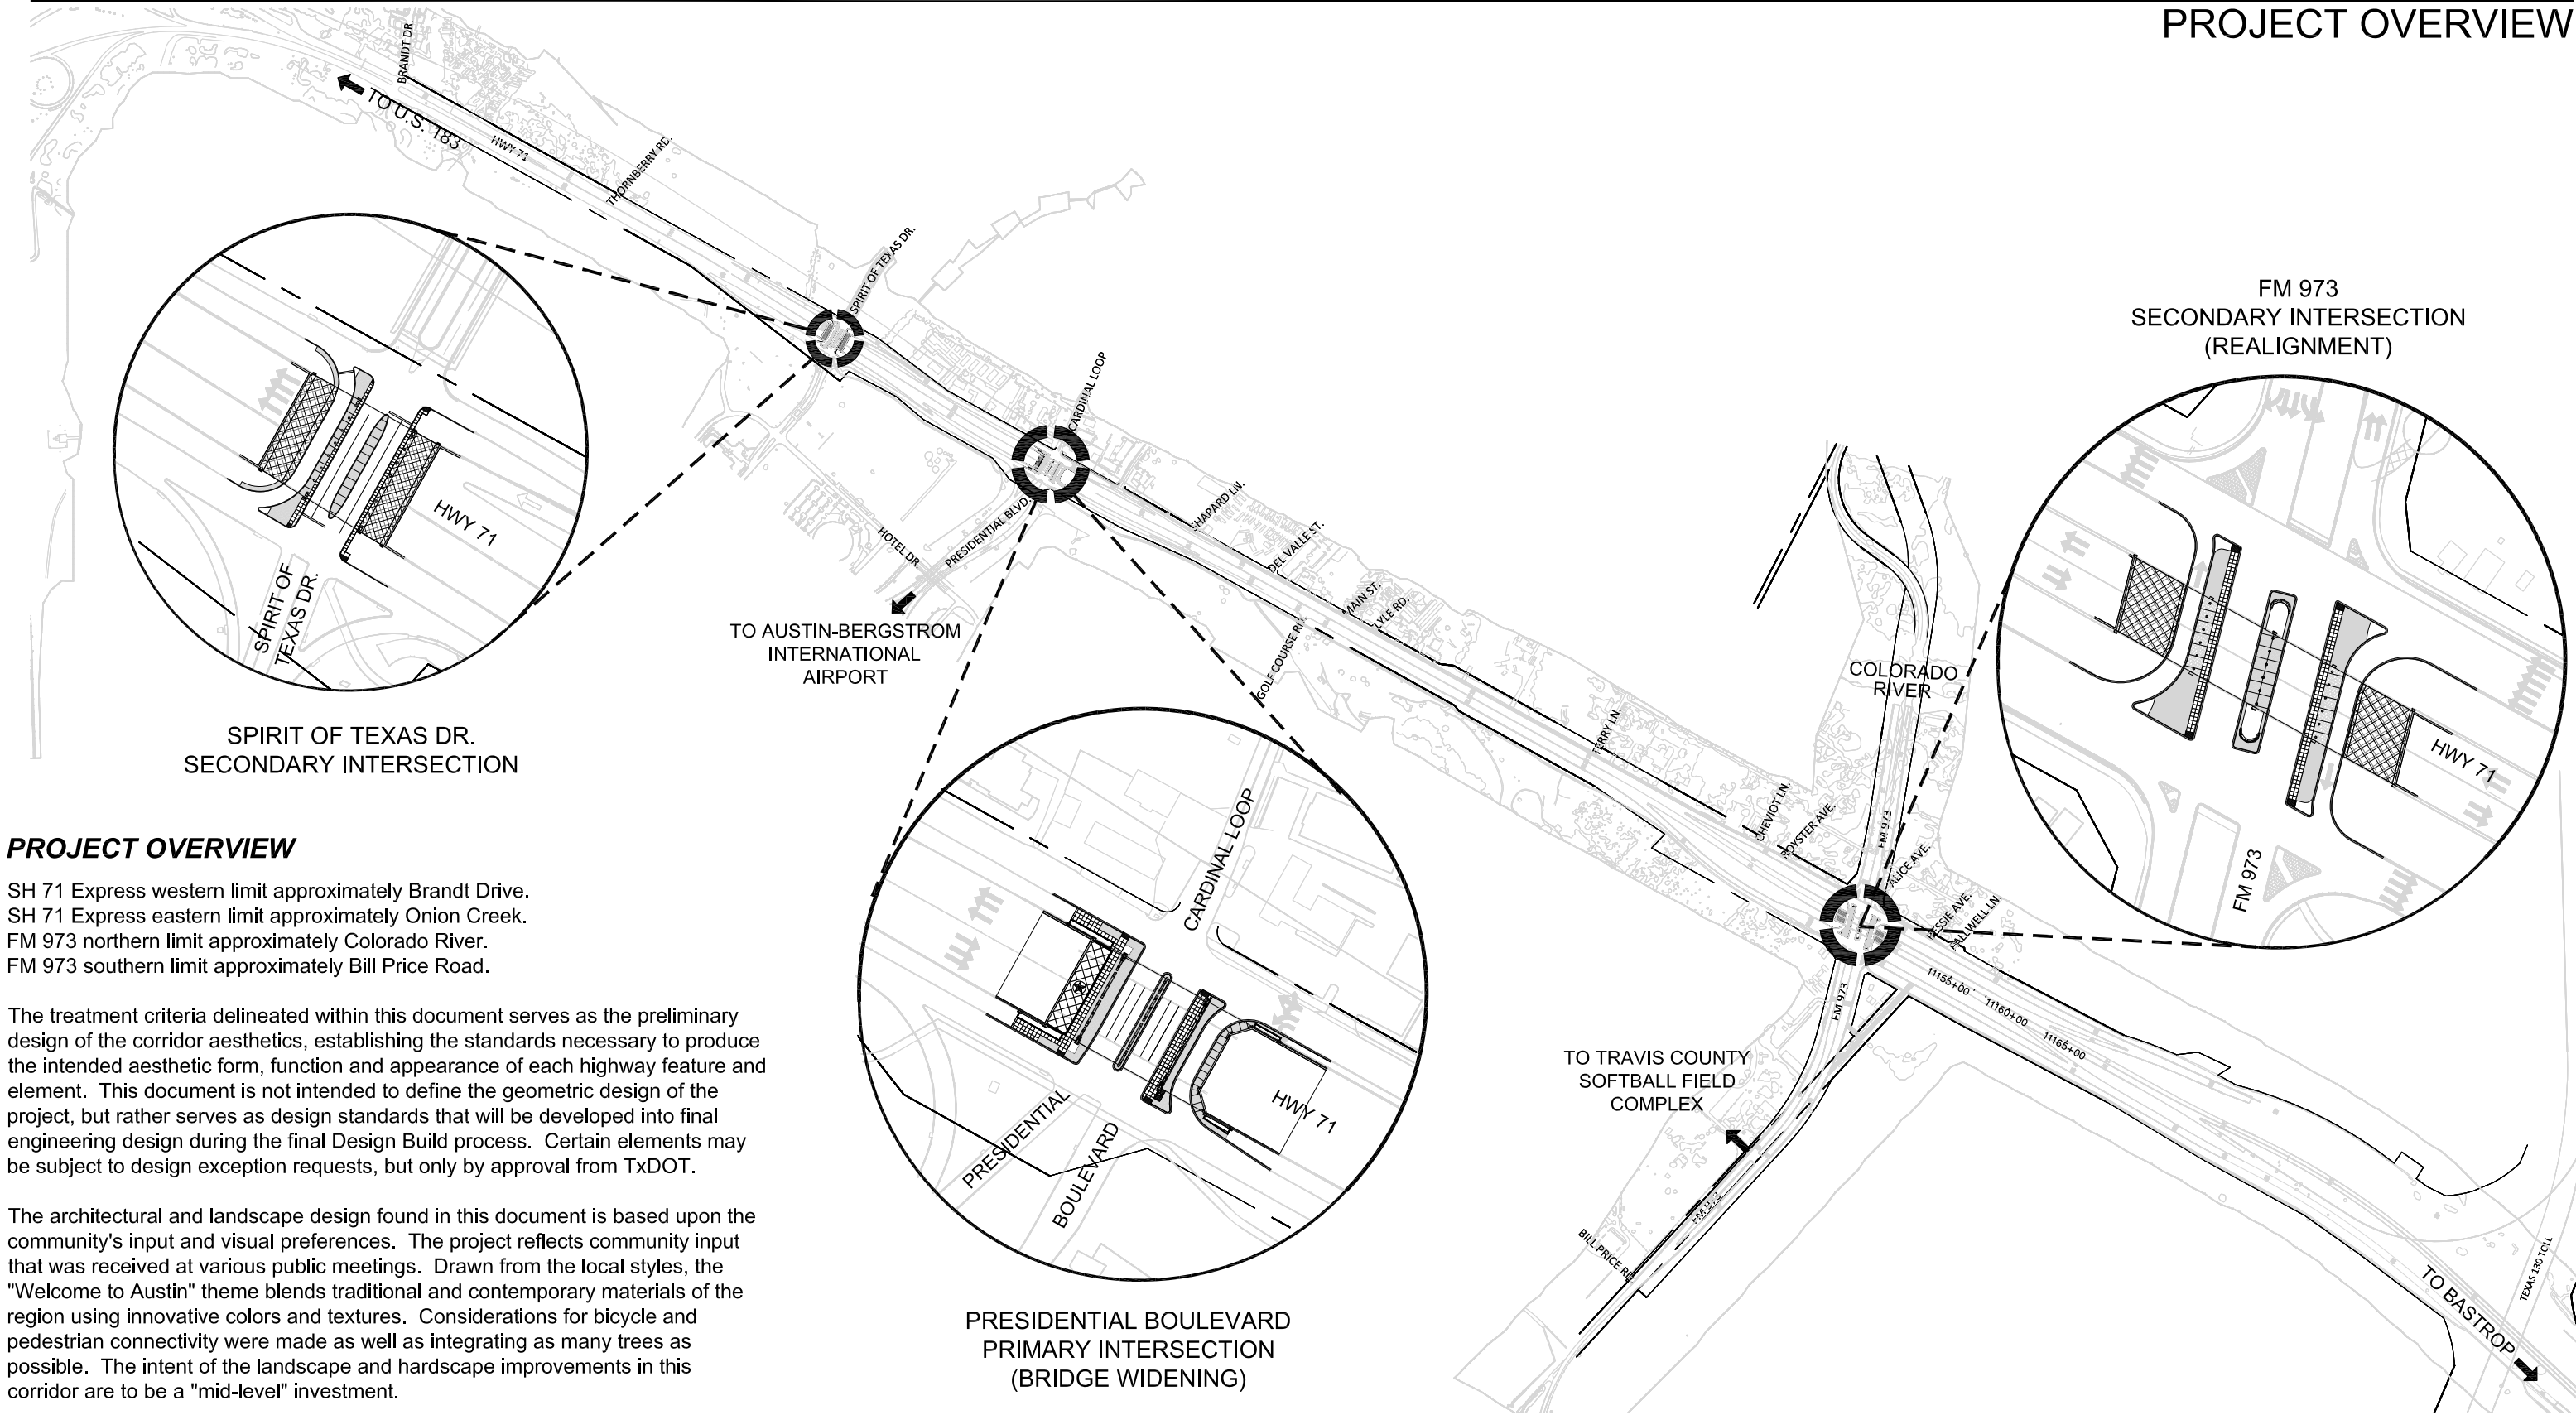 PROJECT OVERVIEW
BRANDT DR.
TO U.S. 183
HWY 71
THORNBERRY RD.
SPIRIT OF TEXAS DR.
CARDINAL LOOP
SHAPARD LN.
DEL VALLE ST.
MAIN ST.
LYLE RD.
HOTEL DR.
PRESIDENTIAL BLVD.
GOLF COURSE RD.
TO AUSTIN-BERGSTROM
INTERNATIONAL
AIRPORT
TERRY LN.
CHEVIOT LN.
ROYSTER AVE.
COLORADO
RIVER
FM 973
ALICE AVE.
HESSIE AVE.
FALLWELL LN.
11155+00
11160+00
11165+00
FM 973
TO TRAVIS COUNTY
SOFTBALL FIELD
COMPLEX
FM 973
BILL PRICE RD.
TEXAS 130 TOLL
TO BASTROP
HWY 71
SPIRIT OF
TEXAS DR.
SPIRIT OF TEXAS DR.
SECONDARY INTERSECTION
CARDINAL LOOP
HWY 71
PRESIDENTIAL
BOULEVARD
PRESIDENTIAL BOULEVARD
PRIMARY INTERSECTION
(BRIDGE WIDENING)
FM 973
SECONDARY INTERSECTION
(REALIGNMENT)
HWY 71
FM 973
PROJECT OVERVIEW
SH 71 Express western limit approximately Brandt Drive.
SH 71 Express eastern limit approximately Onion Creek.
FM 973 northern limit approximately Colorado River.
FM 973 southern limit approximately Bill Price Road.
The treatment criteria delineated within this document serves as the preliminary
design of the corridor aesthetics, establishing the standards necessary to produce
the intended aesthetic form, function and appearance of each highway feature and
element. This document is not intended to define the geometric design of the
project, but rather serves as design standards that will be developed into final
engineering design during the final Design Build process. Certain elements may
be subject to design exception requests, but only by approval from TxDOT.
The architectural and landscape design found in this document is based upon the
community's input and visual preferences. The project reflects community input
that was received at various public meetings. Drawn from the local styles, the
"Welcome to Austin" theme blends traditional and contemporary materials of the
region using innovative colors and textures. Considerations for bicycle and
pedestrian connectivity were made as well as integrating as many trees as
possible. The intent of the landscape and hardscape improvements in this
corridor are to be a "mid-level" investment.